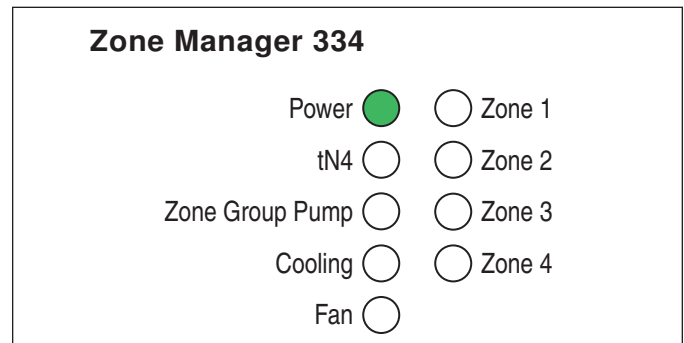 Zone Manager 334
Power Zone 1
tN4 Zone 2
Zone Group Pump Zone 3
Cooling Zone 4
Fan